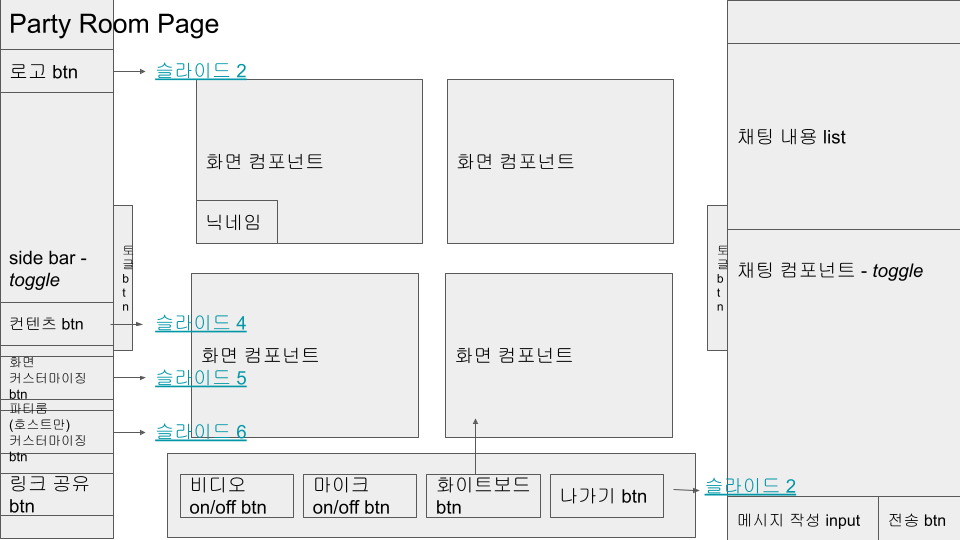 Party Room Page
로고 btn
슬라이드 2
side bar -
toggle
토
글
b
t
n
컨텐츠 btn
슬라이드 4
화면
커스터마이징
btn
슬라이드 5
파티룸
(호스트만)
커스터마이징
btn
슬라이드 6
링크 공유
btn
화면 컴포넌트
닉네임
화면 컴포넌트
화면 컴포넌트
화면 컴포넌트
비디오
on/off btn
마이크
on/off btn
화이트보드
btn
나가기 btn
슬라이드 2
토
글
b
t
n
채팅 내용 list
채팅 컴포넌트 - toggle
메시지 작성 input
전송 btn